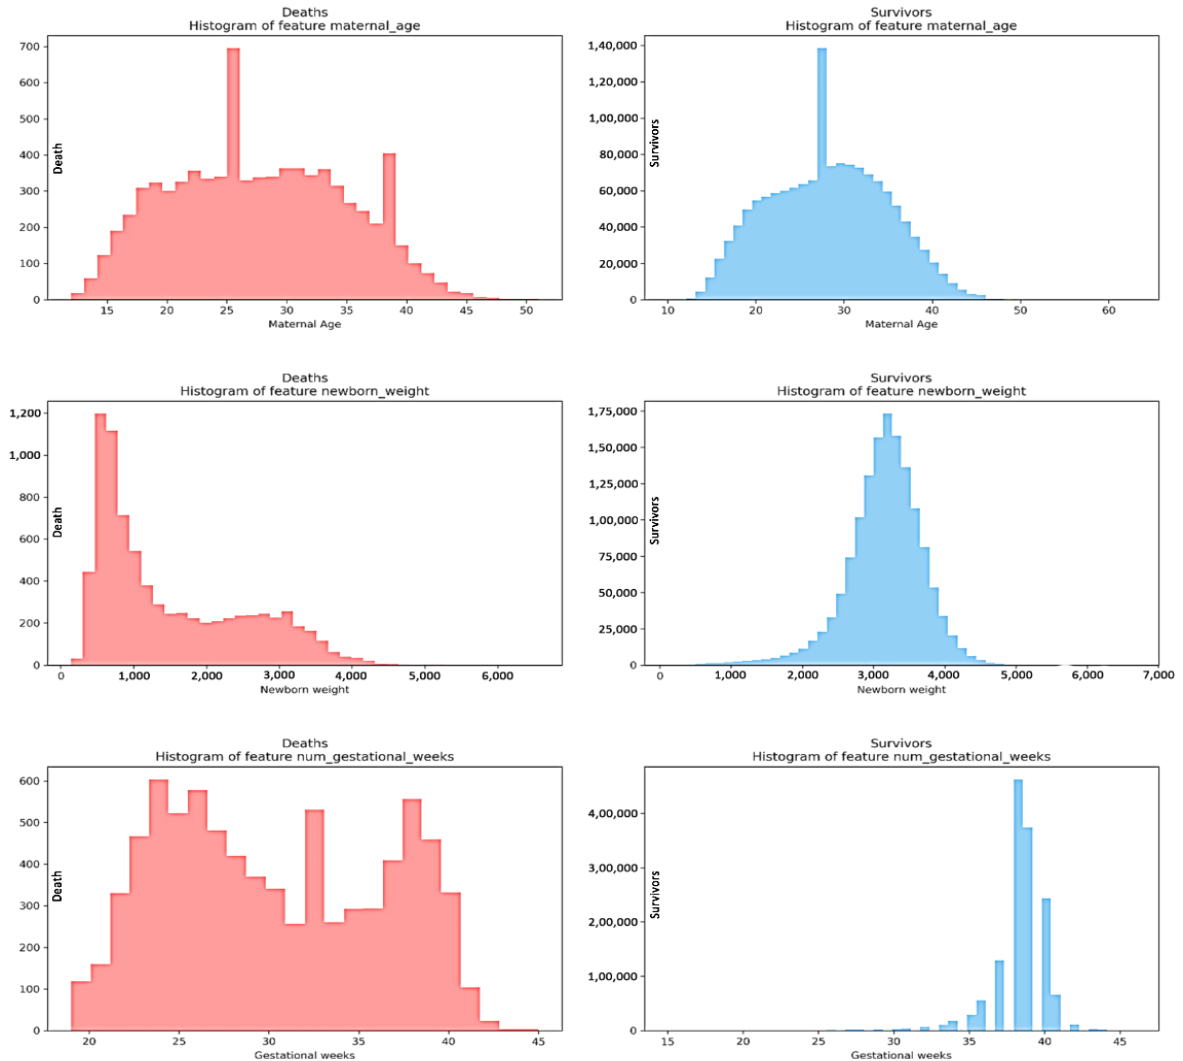 Deaths
Histogram of feature maternal_age
700
600
500
400
300
200
100
0
Death
15 20 25 30 35 40 45 50
Maternal Age
Survivors
Histogram of feature maternal_age
1,40,000
1,20,000
1,00,000
80,000
60,000
40,000
20,000
0
Survivors
10 20 30 40 50 60
Maternal Age
Deaths
Histogram of feature newborn_weight
1,200
1,000
800
600
400
200
0
Death
0 1,000 2,000 3,000 4,000 5,000 6,000
Newborn weight
Survivors
Histogram of feature newborn_weight
1,75,000
1,50,000
1,25,000
1,00,000
75,000
50,000
25,000
0
Survivors
0 1,000 2,000 3,000 4,000 5,000 6,000 7,000
Newborn weight
Deaths
Histogram of feature num_gestational_weeks
600
500
400
300
200
100
0
Death
20 25 30 35 40 45
Gestational weeks
Survivors
Histogram of feature num_gestational_weeks
4,00,000
3,00,000
2,00,000
1,00,000
0
Survivors
15 20 25 30 35 40 45
Gestational weeks